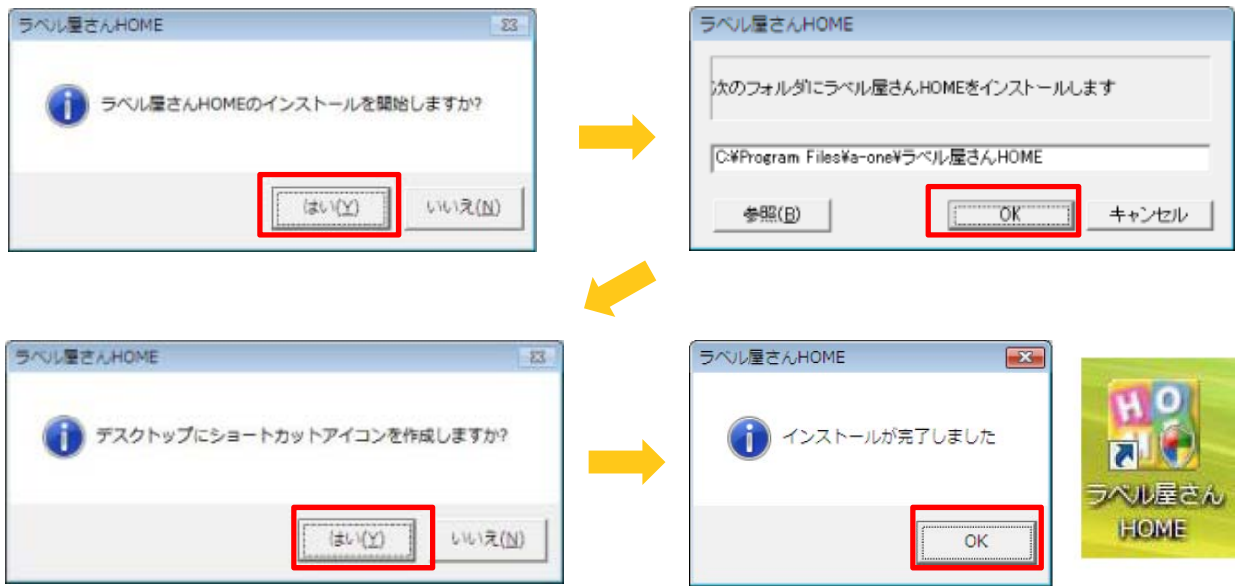 ラベル屋さんHOME
ラベル屋さんHOMEのインストールを開始しますか?
はい(Y)
いいえ(N)
ラベル屋さんHOME
次のフォルダにラベル屋さんHOMEをインストールします
C:¥Program Files¥a-one¥ラベル屋さんHOME
参照(B)
OK
キャンセル
ラベル屋さんHOME
デスクトップにショートカットアイコンを作成しますか?
はい(Y)
いいえ(N)
ラベル屋さんHOME
インストールが完了しました
OK
HO
ラベル屋さん
HOME